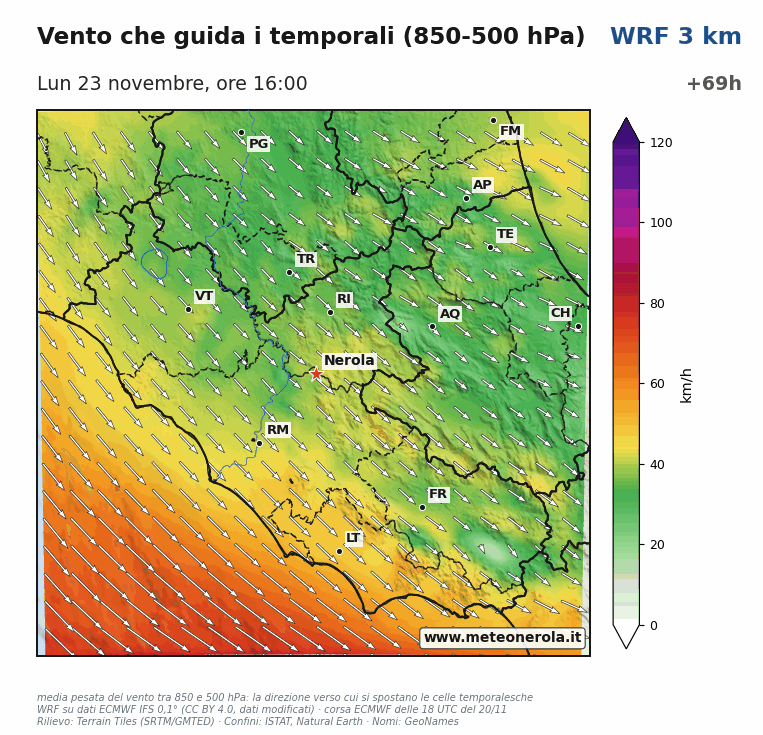 Vento che guida i temporali (850-500 hPa) WRF 3 km
Lun 23 novembre, ore 16:00 +69h
FM
PG
AP
TE
TR
VT
RI
AQ
CH
Nerola
RM
FR
LT
www.meteonerola.it
120
100
80
60
40
20
0
km/h
media pesata del vento tra 850 e 500 hPa: la direzione verso cui si spostano le celle temporalesche
WRF su dati ECMWF IFS 0,1° (CC BY 4.0, dati modificati) · corsa ECMWF delle 18 UTC del 20/11
Rilievo: Terrain Tiles (SRTM/GMTED) · Confini: ISTAT, Natural Earth · Nomi: GeoNames